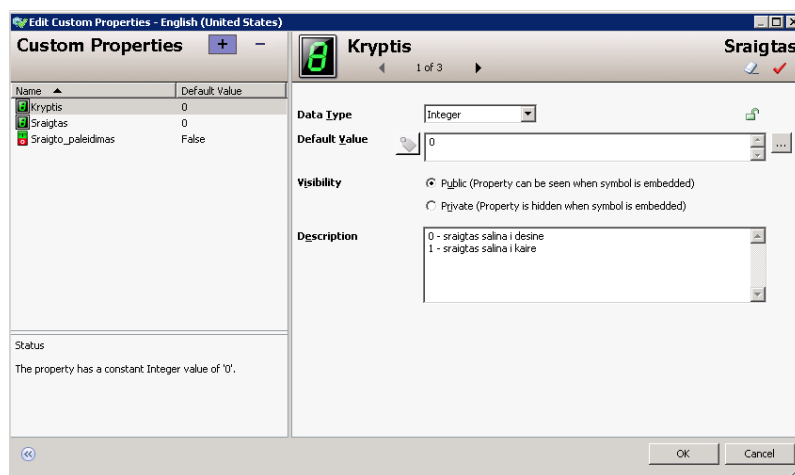 Edit Custom Properties - English (United States)
Custom Properties + -
Name Default Value
Kryptis 0
Sraigtas 0
Sraigto_paleidimas False
Status
The property has a constant Integer value of '0'.
Kryptis Sraigtas
1 of 3
Data Type Integer
Default Value 0 ...
Visibility Public (Property can be seen when symbol is embedded)
Private (Property is hidden when symbol is embedded)
Description 0 - sraigtas salina i desine
1 - sraigtas salina i kaire
OK Cancel